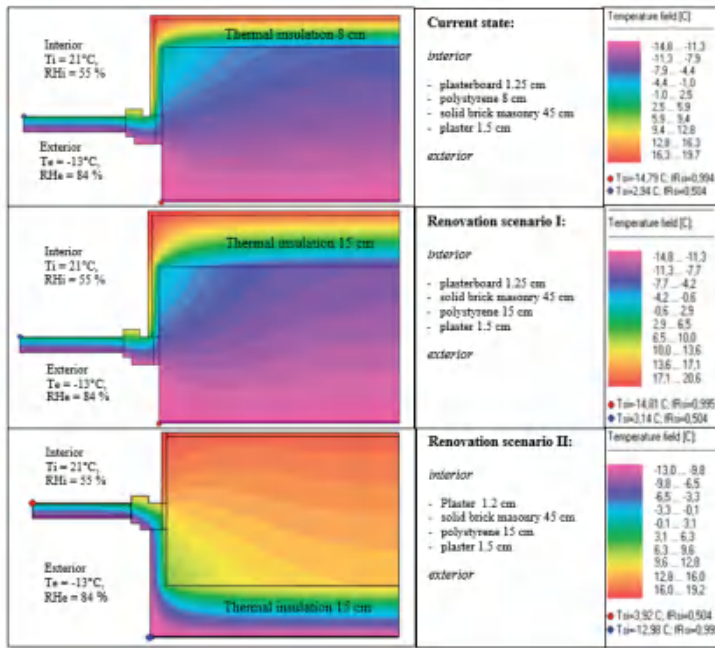 Interior
Ti = 21°C,
RHi = 55 %
Exterior
Te = -13°C,
RHe = 84 %
Thermal insulation 8 cm
Current state:
interior
- plasterboard 1.25 cm
- polystyrene 8 cm
- solid brick masonry 45 cm
- plaster 1.5 cm
exterior
Temperature field [C]:
-14,8 ... -11,3
-11,3 ... -7,9
-7,9 ... -4,4
-4,4 ... -1,0
-1,0 ... 2,5
2,5 ... 5,9
5,9 ... 9,4
9,4 ... 12,8
12,8 ... 16,3
16,3 ... 19,7
Tsi=-14,79 C; fRsi=0,994
Tsi=2,94 C; fRsi=0,504
Interior
Ti = 21°C,
RHi = 55 %
Exterior
Te = -13°C,
RHe = 84 %
Thermal insulation 15 cm
Renovation scenario I:
interior
- plasterboard 1.25 cm
- solid brick masonry 45 cm
- polystyrene 15 cm
- plaster 1.5 cm
exterior
Temperature field [C]:
-14,8 ... -11,3
-11,3 ... -7,7
-7,7 ... -4,2
-4,2 ... -0,6
-0,6 ... 2,9
2,9 ... 6,5
6,5 ... 10,0
10,0 ... 13,6
13,6 ... 17,1
17,1 ... 20,6
Tsi=-14,81 C; fRsi=0,995
Tsi=3,14 C; fRsi=0,504
Interior
Ti = 21°C,
RHi = 55 %
Exterior
Te = -13°C,
RHe = 84 %
Thermal insulation 15 cm
Renovation scenario II:
interior
- Plaster 1.2 cm
- solid brick masonry 45 cm
- polystyrene 15 cm
- plaster 1.5 cm
exterior
Temperature field [C]:
-13,0 ... -9,8
-9,8 ... -6,5
-6,5 ... -3,3
-3,3 ... -0,1
-0,1 ... 3,1
3,1 ... 6,3
6,3 ... 9,6
9,6 ... 12,8
12,8 ... 16,0
16,0 ... 19,2
Tsi=3,92 C; fRsi=0,504
Tsi=-12,98 C; fRsi=0,99